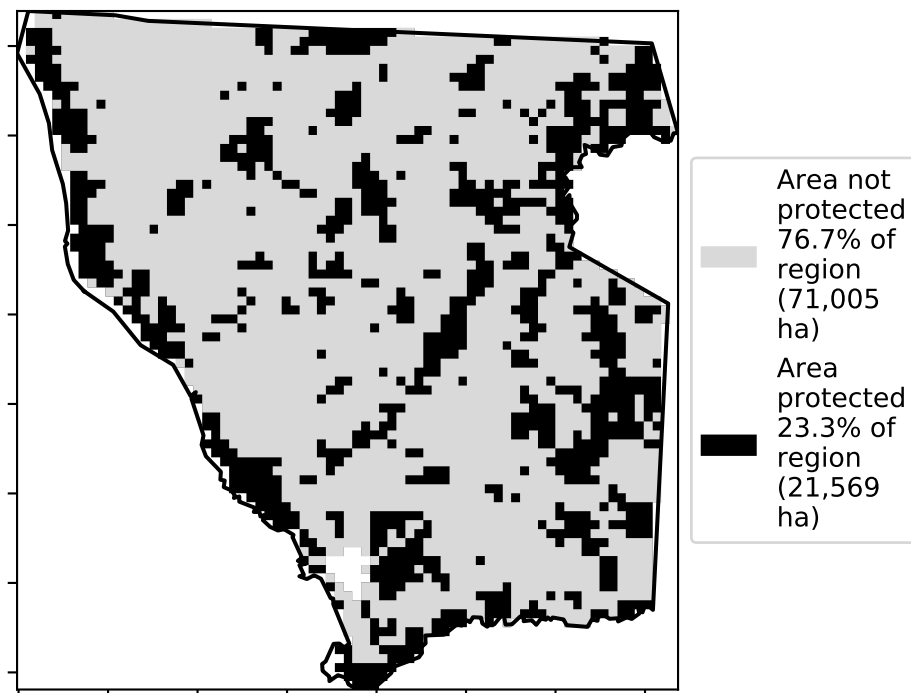 Area not
protected
76.7% of
region
(71,005
ha)
Area
protected
23.3% of
region
(21,569
ha)